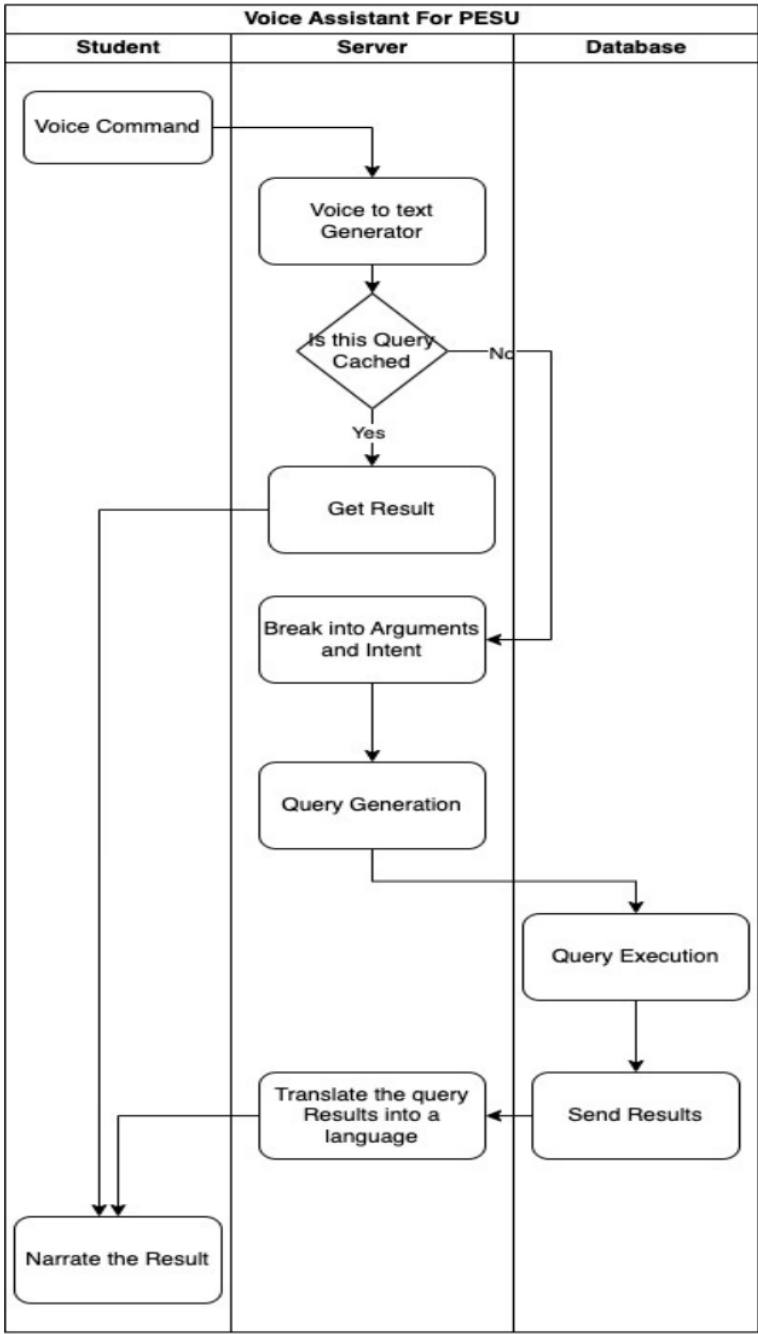 Voice Assistant For PESU
Student
Server
Database
Voice Command
Voice to text
Generator
Is this Query
Cached
No
Yes
Get Result
Break into Arguments
and Intent
Query Generation
Query Execution
Translate the query
Results into a
language
Send Results
Narrate the Result